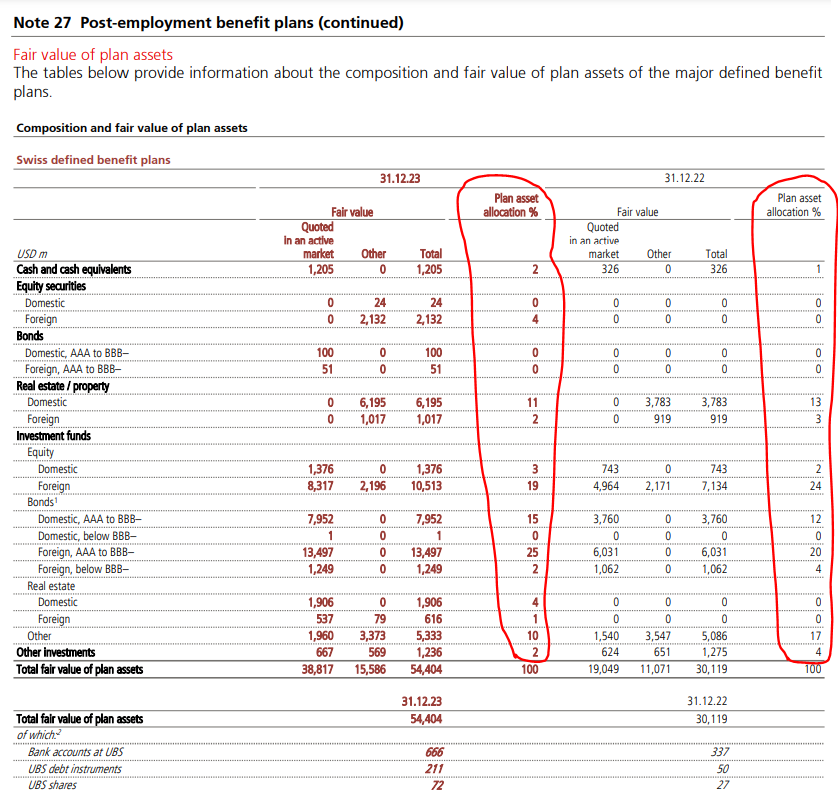 Note 27 Post-employment benefit plans (continued)
Fair value of plan assets
The tables below provide information about the composition and fair value of plan assets of the major defined benefit
plans.
Composition and fair value of plan assets
Swiss defined benefit plans
31.12.23 31.12.22
Fair value Plan asset allocation % Fair value Plan asset allocation %
USD m Quoted in an active market Other Total Quoted in an active market Other Total
Cash and cash equivalents 1,205 0 1,205 2 326 0 326 1
Equity securities
Domestic 0 24 24 0 0 0 0 0
Foreign 0 2,132 2,132 4 0 0 0 0
Bonds
Domestic, AAA to BBB– 100 0 100 0 0 0 0 0
Foreign, AAA to BBB– 51 0 51 0 0 0 0 0
Real estate / property
Domestic 0 6,195 6,195 11 0 3,783 3,783 13
Foreign 0 1,017 1,017 2 0 919 919 3
Investment funds
Equity
Domestic 1,376 0 1,376 3 743 0 743 2
Foreign 8,317 2,196 10,513 19 4,964 2,171 7,134 24
Bonds1
Domestic, AAA to BBB– 7,952 0 7,952 15 3,760 0 3,760 12
Domestic, below BBB– 1 0 1 0 0 0 0 0
Foreign, AAA to BBB– 13,497 0 13,497 25 6,031 0 6,031 20
Foreign, below BBB– 1,249 0 1,249 2 1,062 0 1,062 4
Real estate
Domestic 1,906 0 1,906 4 0 0 0 0
Foreign 537 79 616 1 0 0 0 0
Other 1,960 3,373 5,333 10 1,540 3,547 5,086 17
Other investments 667 569 1,236 2 624 651 1,275 4
Total fair value of plan assets 38,817 15,586 54,404 100 19,049 11,071 30,119 100
31.12.23 31.12.22
Total fair value of plan assets 54,404 30,119
of which:2
Bank accounts at UBS 666 337
UBS debt instruments 211 50
UBS shares 72 27